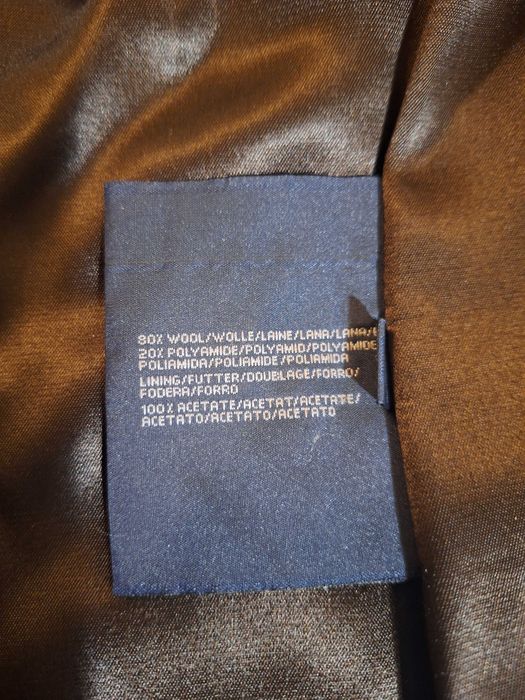 80% WOOL/WOLLE/LAINE/LANA/LANA/L
20% POLYAMIDE/POLYAMID/POLYAMIDE
POLIAMIDA/POLIAMIDE/POLIAMIDA
LINING/FUTTER/DOUBLAGE/FORRO/
FODERA/FORRO
100% ACETATE/ACETAT/ACETATE/
ACETATO/ACETATO/ACETATO